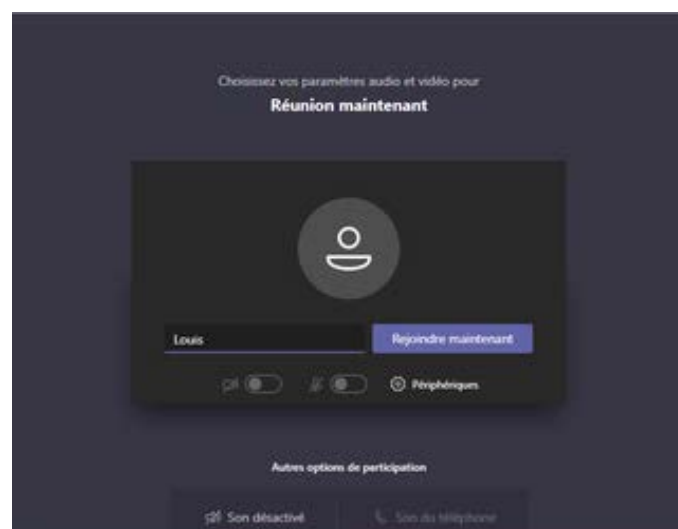 Choisissez vos paramètres audio et vidéo pour
Réunion maintenant
Louis
Rejoindre maintenant
Périphériques
Autres options de participation
Son désactivé
Son du téléphone